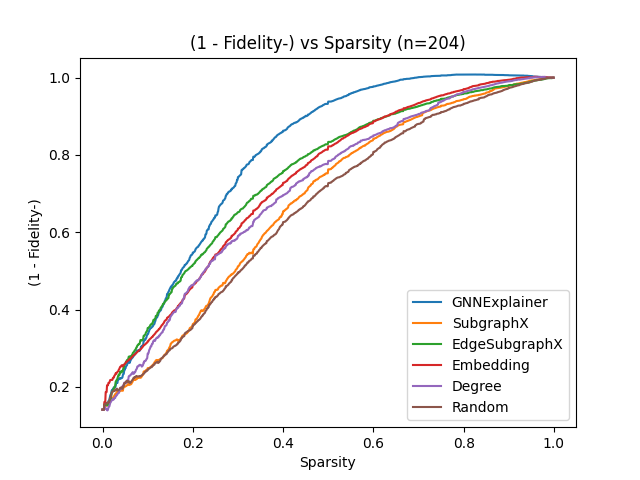 (1 - Fidelity-) vs Sparsity (n=204)
(1 - Fidelity-)
1.0
0.8
0.6
0.4
0.2
0.0 0.2 0.4 0.6 0.8 1.0
Sparsity
GNNExplainer
SubgraphX
EdgeSubgraphX
Embedding
Degree
Random